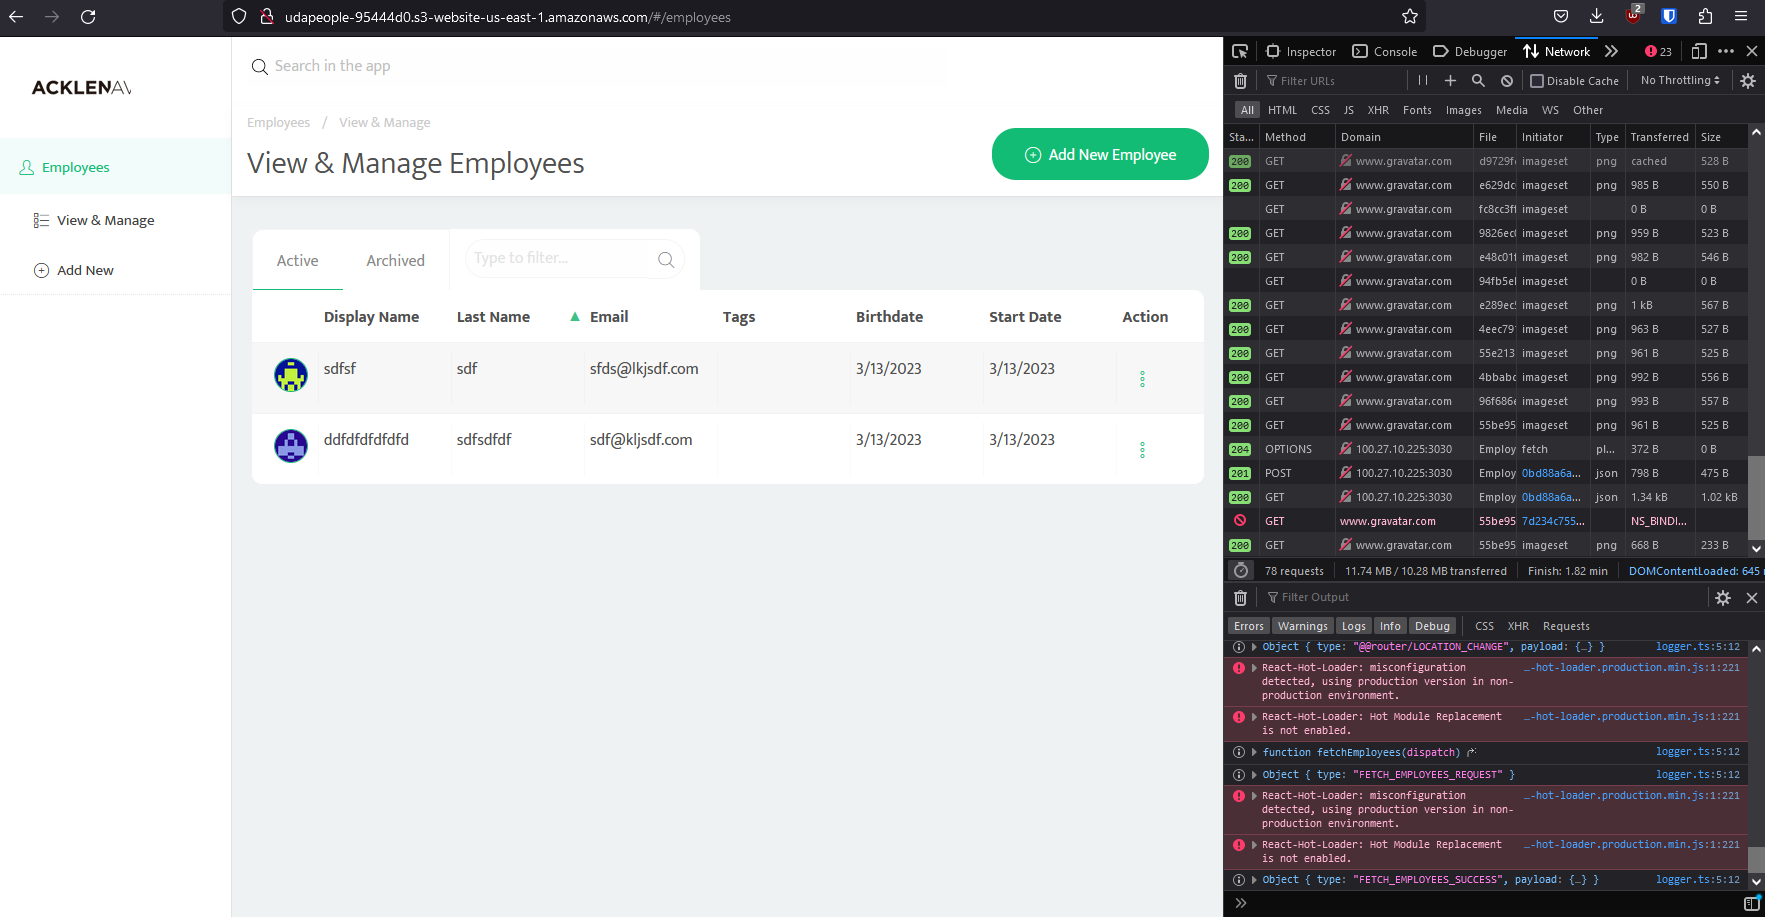 udapeople-95444d0.s3-website-us-east-1.amazonaws.com/#/employees
2
ACKLENAV
Employees
View & Manage
Add New
Search in the app
Employees / View & Manage
View & Manage Employees
Add New Employee
Active Archived Type to filter...
Display Name Last Name ▲ Email Tags Birthdate Start Date Action
sdfsf sdf sfds@lkjsdf.com 3/13/2023 3/13/2023
ddfdfdfdfdfd sdfsdfdf sdf@kljsdf.com 3/13/2023 3/13/2023
Inspector Console Debugger Network 23
Filter URLs Disable Cache No Throttling
All HTML CSS JS XHR Fonts Images Media WS Other
Sta... Method Domain File Initiator Type Transferred Size
200 GET www.gravatar.com d9729f imageset png cached 528 B
200 GET www.gravatar.com e629dc imageset png 985 B 550 B
GET www.gravatar.com fc8cc3f imageset 0 B 0 B
200 GET www.gravatar.com 9826ec imageset png 959 B 523 B
200 GET www.gravatar.com e48c01 imageset png 982 B 546 B
GET www.gravatar.com 94fb5e imageset 0 B 0 B
200 GET www.gravatar.com e289ec imageset png 1 kB 567 B
200 GET www.gravatar.com 4eec79 imageset png 963 B 527 B
200 GET www.gravatar.com 55e213 imageset png 961 B 525 B
200 GET www.gravatar.com 4bbabc imageset png 992 B 556 B
200 GET www.gravatar.com 96f686 imageset png 993 B 557 B
200 GET www.gravatar.com 55be95 imageset png 961 B 525 B
204 OPTIONS 100.27.10.225:3030 Employ fetch pl... 372 B 0 B
201 POST 100.27.10.225:3030 Employ 0bd88a6a... json 798 B 475 B
200 GET 100.27.10.225:3030 Employ 0bd88a6a... json 1.34 kB 1.02 kB
GET www.gravatar.com 55be95 7d234c755... NS_BINDI...
200 GET www.gravatar.com 55be95 imageset png 668 B 233 B
78 requests 11.74 MB / 10.28 MB transferred Finish: 1.82 min DOMContentLoaded: 645
Filter Output
Errors Warnings Logs Info Debug CSS XHR Requests
Object { type: "@@router/LOCATION_CHANGE", payload: {…} } logger.ts:5:12
React-Hot-Loader: misconfiguration …-hot-loader.production.min.js:1:221
detected, using production version in non-
production environment.
React-Hot-Loader: Hot Module Replacement …-hot-loader.production.min.js:1:221
is not enabled.
function fetchEmployees(dispatch) logger.ts:5:12
Object { type: "FETCH_EMPLOYEES_REQUEST" } logger.ts:5:12
React-Hot-Loader: misconfiguration …-hot-loader.production.min.js:1:221
detected, using production version in non-
production environment.
React-Hot-Loader: Hot Module Replacement …-hot-loader.production.min.js:1:221
is not enabled.
Object { type: "FETCH_EMPLOYEES_SUCCESS", payload: {…} } logger.ts:5:12